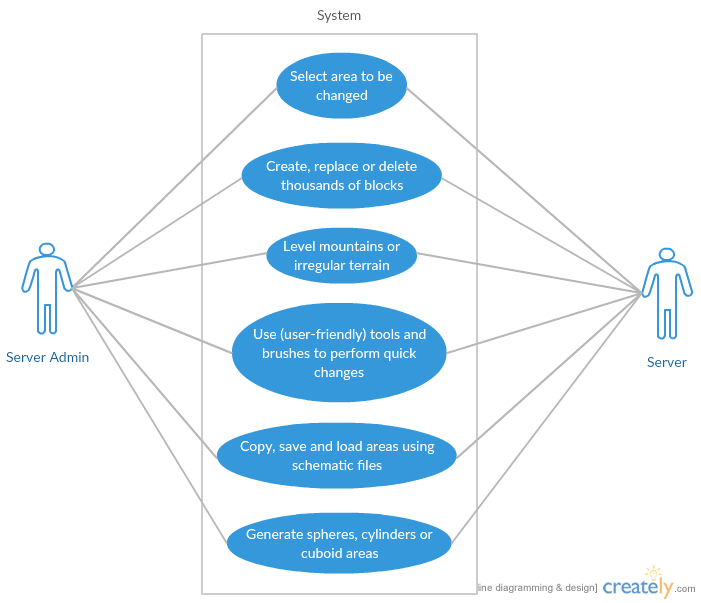 System
Select area to be
changed
Create, replace or delete
thousands of blocks
Level mountains or
irregular terrain
Server Admin
Use (user-friendly) tools and
brushes to perform quick
changes
Server
Copy, save and load areas using
schematic files
Generate spheres, cylinders or
cuboid areas
line diagramming & design] creately.com